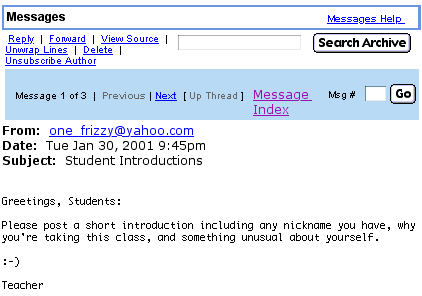 Messages Messages Help
Reply | Forward | View Source |
Unwrap Lines | Delete |
Unsubscribe Author
Search Archive
Message 1 of 3 | Previous | Next [ Up Thread ] Message Index Msg # Go
From: one_frizzy@yahoo.com
Date: Tue Jan 30, 2001 9:45pm
Subject: Student Introductions
Greetings, Students:
Please post a short introduction including any nickname you have, why
you're taking this class, and something unusual about yourself.
:-)
Teacher